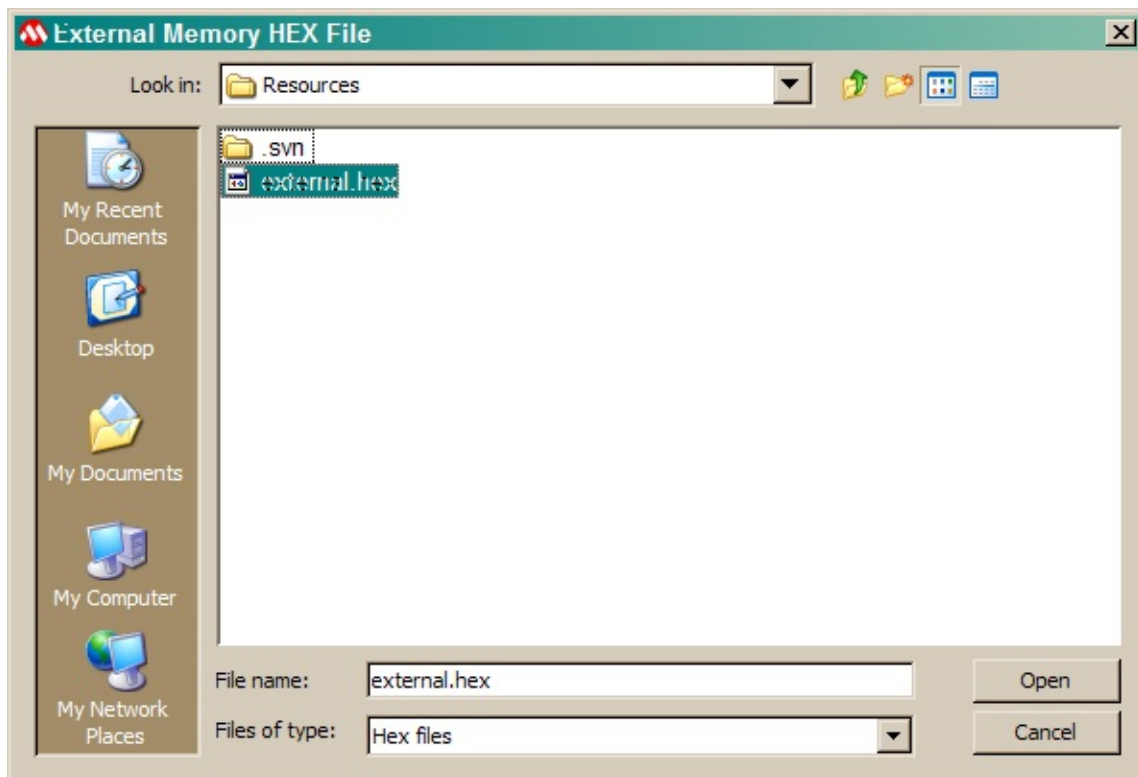 External Memory HEX File
Look in: Resources
.svn
external.hex
My Recent
Documents
Desktop
My Documents
My Computer
My Network
Places
File name: external.hex Open
Files of type: Hex files Cancel